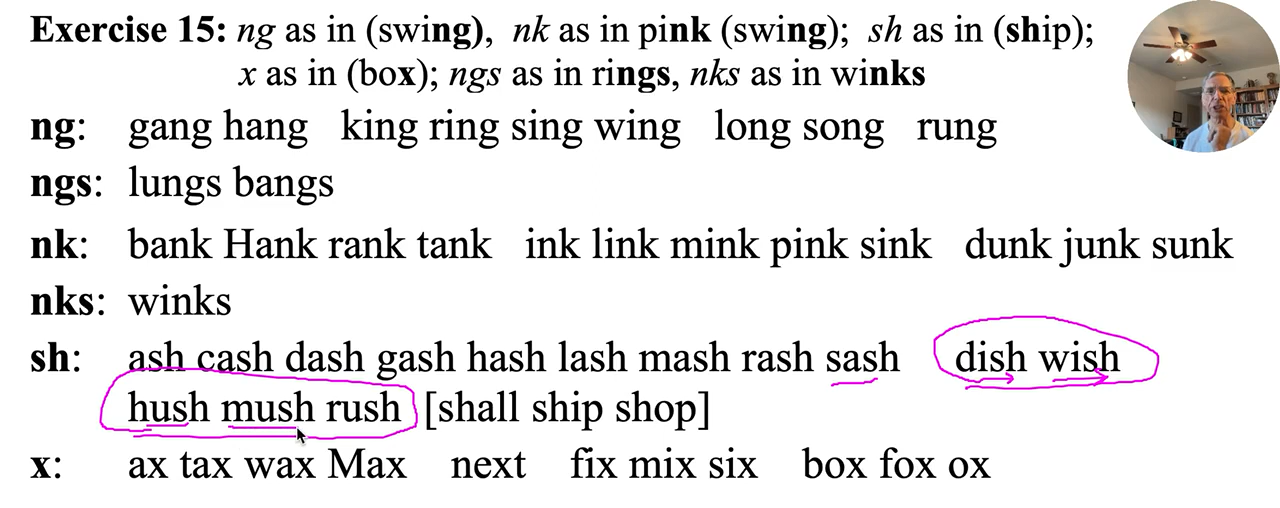 Exercise 15: ng as in (swing), nk as in pink (swing); sh as in (ship);
x as in (box); ngs as in rings, nks as in winks
ng: gang hang king ring sing wing long song rung
ngs: lungs bangs
nk: bank Hank rank tank ink link mink pink sink dunk junk sunk
nks: winks
sh: ash cash dash gash hash lash mash rash sash dish wish
hush mush rush [shall ship shop]
x: ax tax wax Max next fix mix six box fox ox